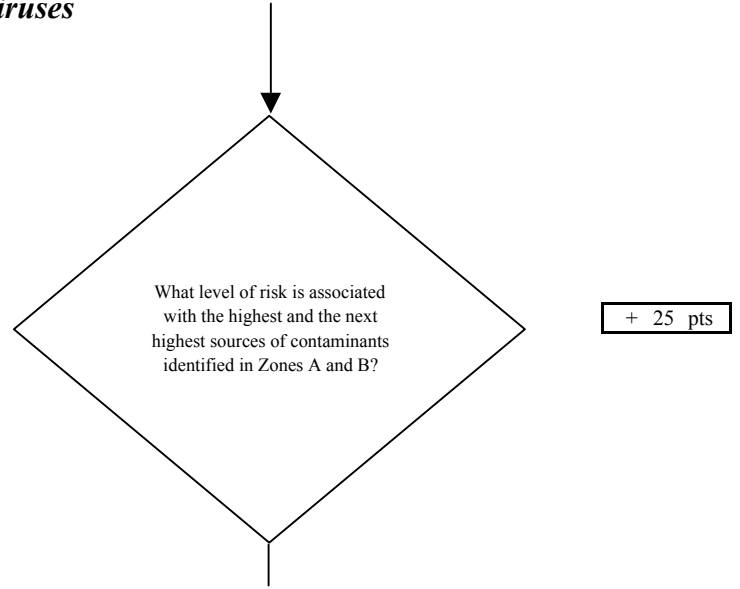 What level of risk is associated
with the highest and the next
highest sources of contaminants
identified in Zones A and B?
+ 25 pts